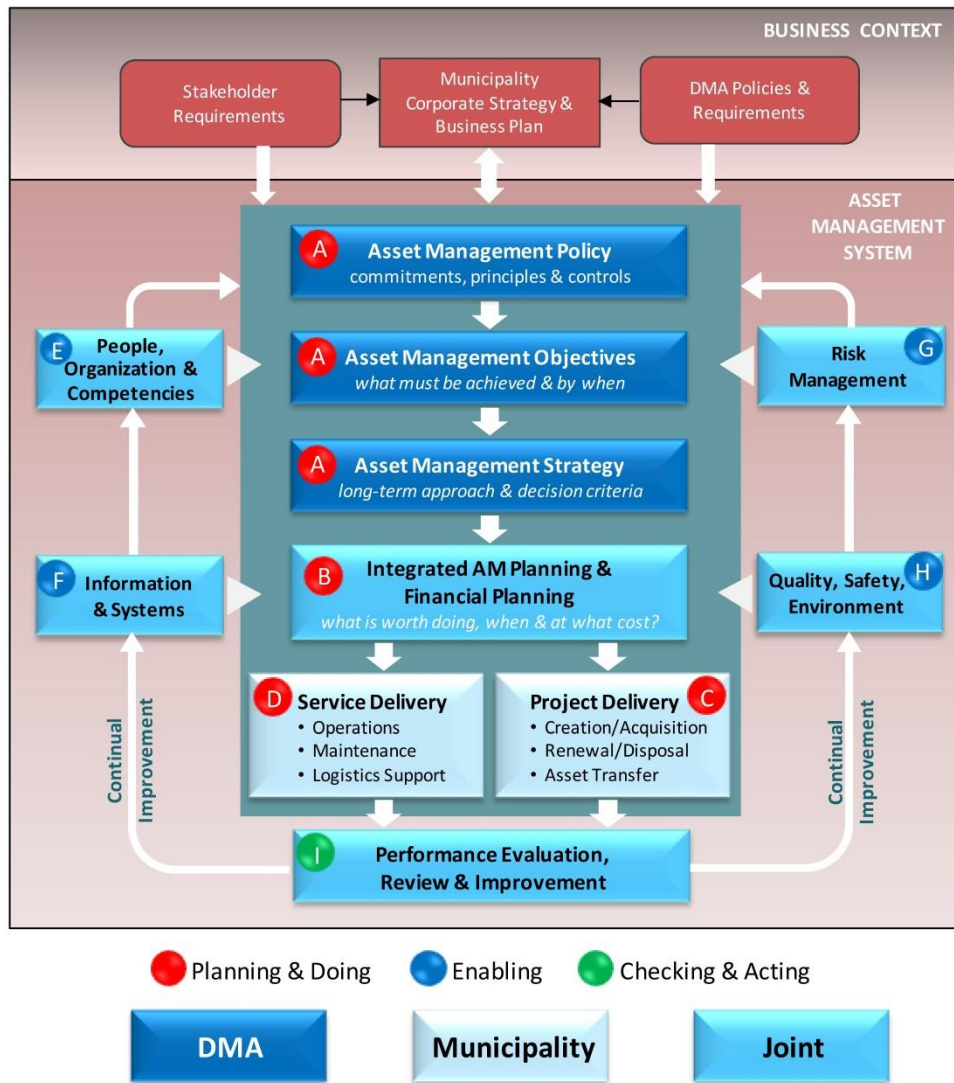 BUSINESS CONTEXT
Stakeholder
Requirements
Municipality
Corporate Strategy &
Business Plan
DMA Policies &
Requirements
ASSET
MANAGEMENT
SYSTEM
A
Asset Management Policy
commitments, principles & controls
E
People,
Organization &
Competencies
A
Asset Management Objectives
what must be achieved & by when
Risk
Management
G
A
Asset Management Strategy
long-term approach & decision criteria
F
Information
& Systems
B
Integrated AM Planning &
Financial Planning
what is worth doing, when & at what cost?
Quality, Safety,
Environment
H
D
Service Delivery
• Operations
• Maintenance
• Logistics Support
Project Delivery
C
• Creation/Acquisition
• Renewal/Disposal
• Asset Transfer
Continual
Improvement
Continual
Improvement
I
Performance Evaluation,
Review & Improvement
Planning & Doing
Enabling
Checking & Acting
DMA
Municipality
Joint